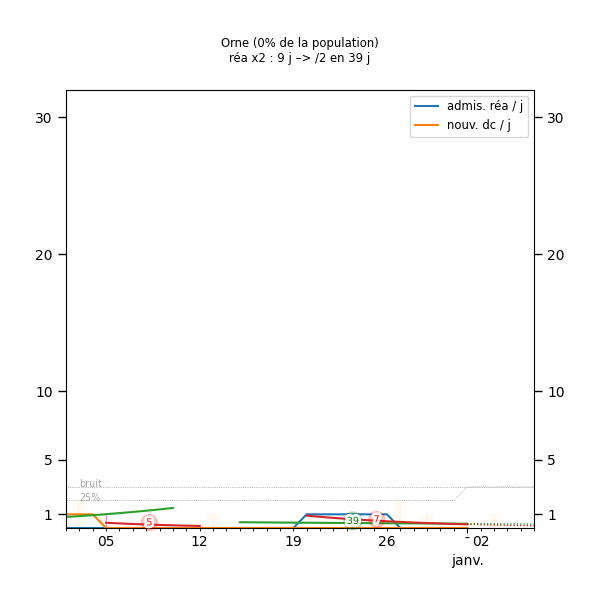 Orne (0% de la population)
réa x2 : 9 j –> /2 en 39 j
admis. réa / j
nouv. dc / j
30 30
20 20
10 10
5 5
bruit
25%
1 1
5 39 7
05 12 19 26 - 02
janv.